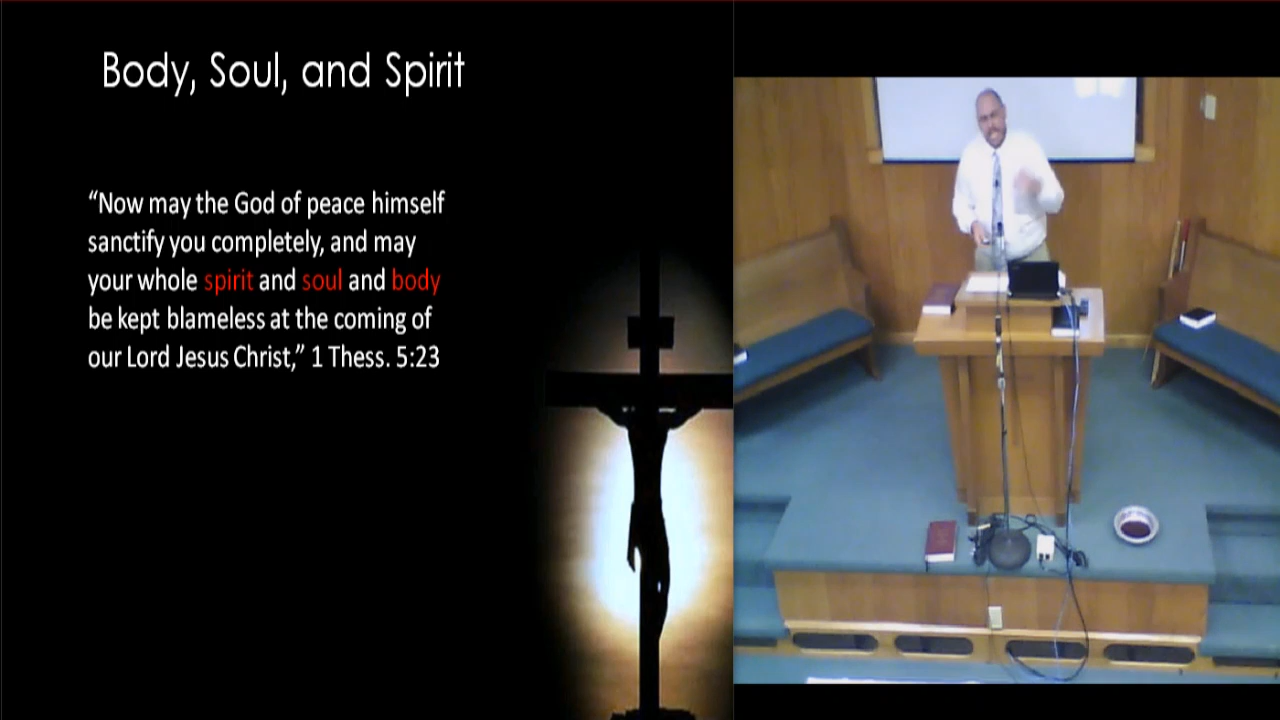 Body, Soul, and Spirit
“Now may the God of peace himself
sanctify you completely, and may
your whole spirit and soul and body
be kept blameless at the coming of
our Lord Jesus Christ,” 1 Thess. 5:23